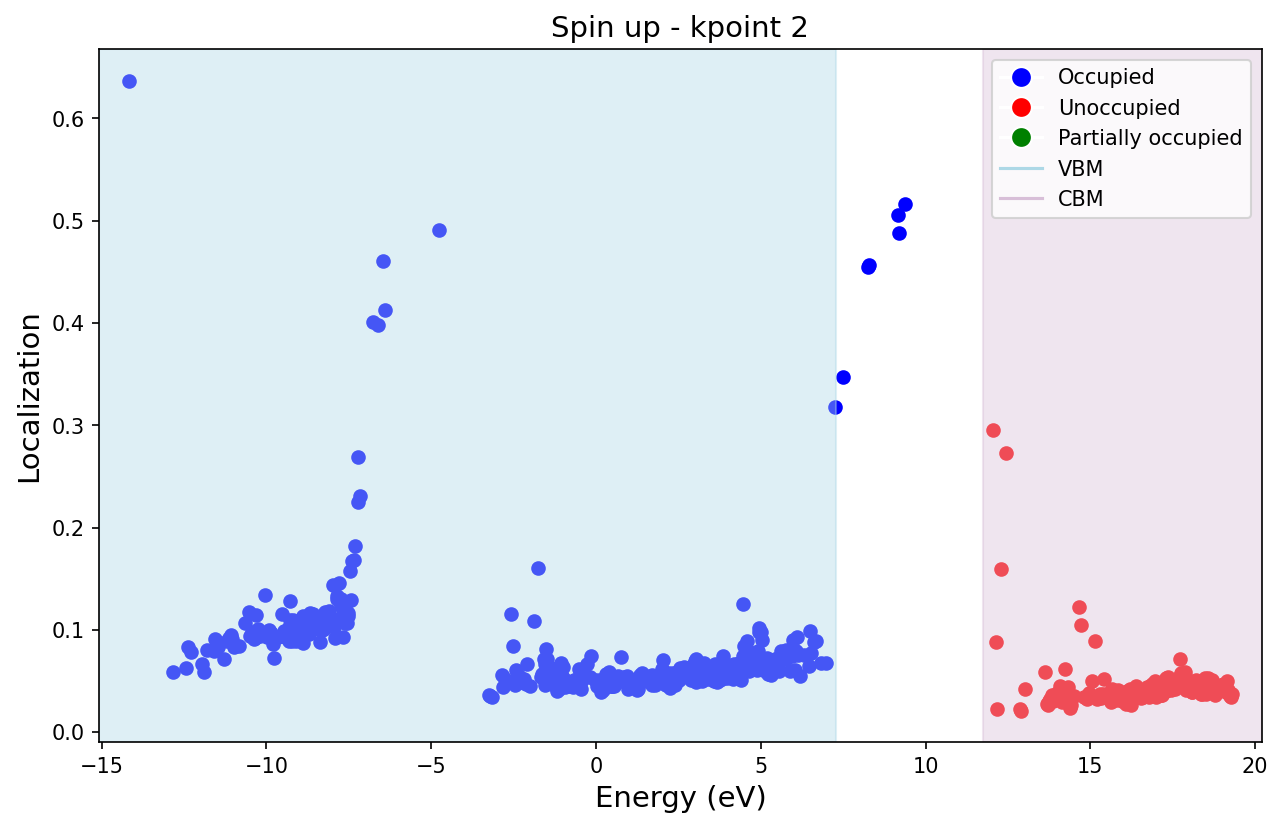 Spin up - kpoint 2
Localization
0.6
0.5
0.4
0.3
0.2
0.1
0.0
Occupied
Unoccupied
Partially occupied
VBM
CBM
−15 −10 −5 0 5 10 15 20
Energy (eV)